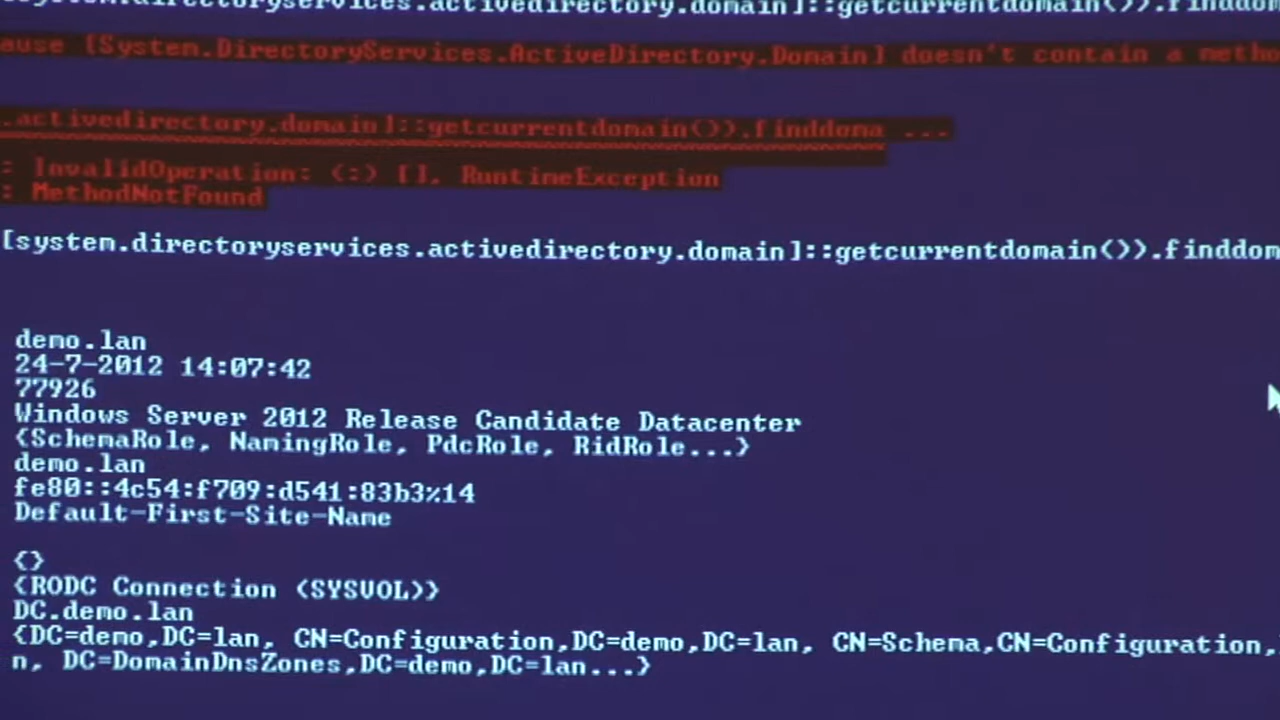 .directoryservices.activedirectory.domain]::getcurrentdomain()).finddom
ause [System.DirectoryServices.ActiveDirectory.Domain] doesn't contain a metho
.activedirectory.domain]::getcurrentdomain()).finddoma ...
: InvalidOperation: (:) [], RuntimeException
: MethodNotFound
[system.directoryservices.activedirectory.domain]::getcurrentdomain()).finddom
demo.lan
24-7-2012 14:07:42
77926
Windows Server 2012 Release Candidate Datacenter
{SchemaRole, NamingRole, PdcRole, RidRole...}
demo.lan
fe80::4c54:f709:d541:83b3%14
Default-First-Site-Name
{}
{RODC Connection (SYSVOL)}
DC.demo.lan
{DC=demo,DC=lan, CN=Configuration,DC=demo,DC=lan, CN=Schema,CN=Configuration,
n, DC=DomainDnsZones,DC=demo,DC=lan...}